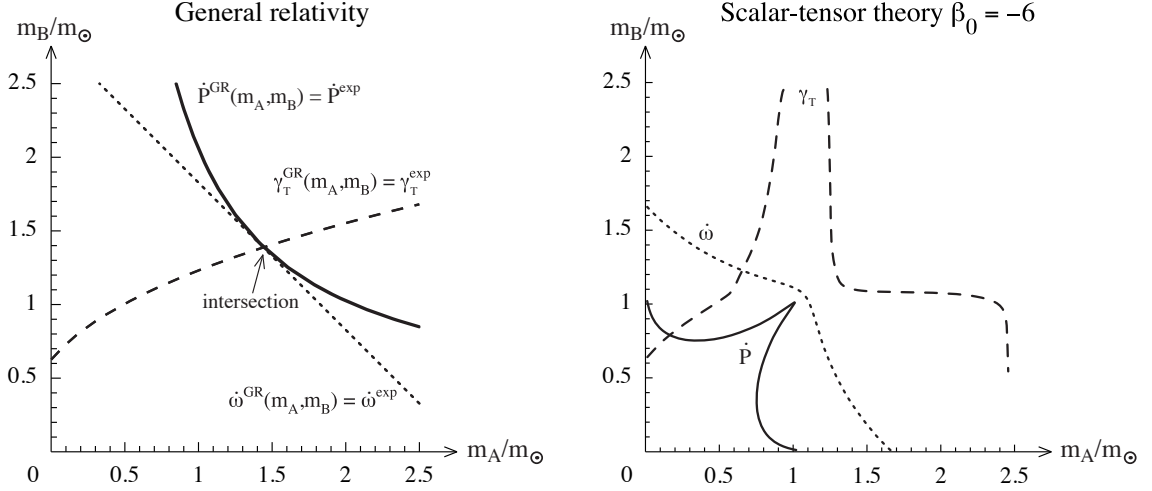 General relativity
m_B/m_⊙
2.5
2
1.5
1
0.5
0
0.5
1
1.5
2
2.5
m_A/m_⊙
Ṗ^GR(m_A,m_B) = Ṗ^exp
γ_T^GR(m_A,m_B) = γ_T^exp
intersection
ω̇^GR(m_A,m_B) = ω̇^exp
Scalar-tensor theory β_0 = −6
m_B/m_⊙
2.5
2
1.5
1
0.5
0
0.5
1
1.5
2
2.5
m_A/m_⊙
γ_T
ω̇
Ṗ